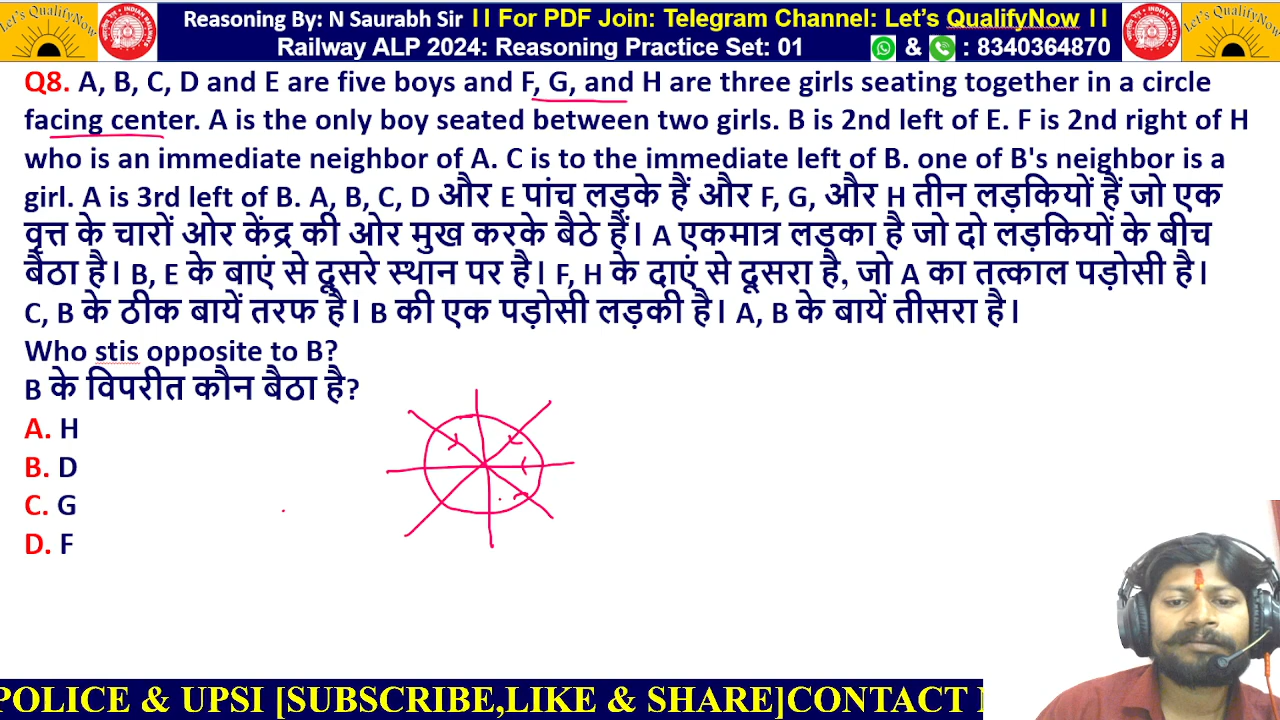 Let's QualifyNow
Reasoning By: N Saurabh Sir II For PDF Join: Telegram Channel: Let's QualifyNow II
Railway ALP 2024: Reasoning Practice Set: 01 & : 8340364870
Let's QualifyNow
Q8. A, B, C, D and E are five boys and F, G, and H are three girls seating together in a circle
facing center. A is the only boy seated between two girls. B is 2nd left of E. F is 2nd right of H
who is an immediate neighbor of A. C is to the immediate left of B. one of B's neighbor is a
girl. A is 3rd left of B. A, B, C, D और E पांच लड़के हैं और F, G, और H तीन लड़कियों हैं जो एक
वृत्त के चारों ओर केंद्र की ओर मुख करके बैठे हैं। A एकमात्र लड़का है जो दो लड़कियों के बीच
बैठा है। B, E के बाएं से दूसरे स्थान पर है। F, H के दाएं से दूसरा है, जो A का तत्काल पड़ोसी है।
C, B के ठीक बायें तरफ है। B की एक पड़ोसी लड़की है। A, B के बायें तीसरा है।
Who stis opposite to B?
B के विपरीत कौन बैठा है?
A. H
B. D
C. G
D. F
POLICE & UPSI [SUBSCRIBE,LIKE & SHARE]CONTACT